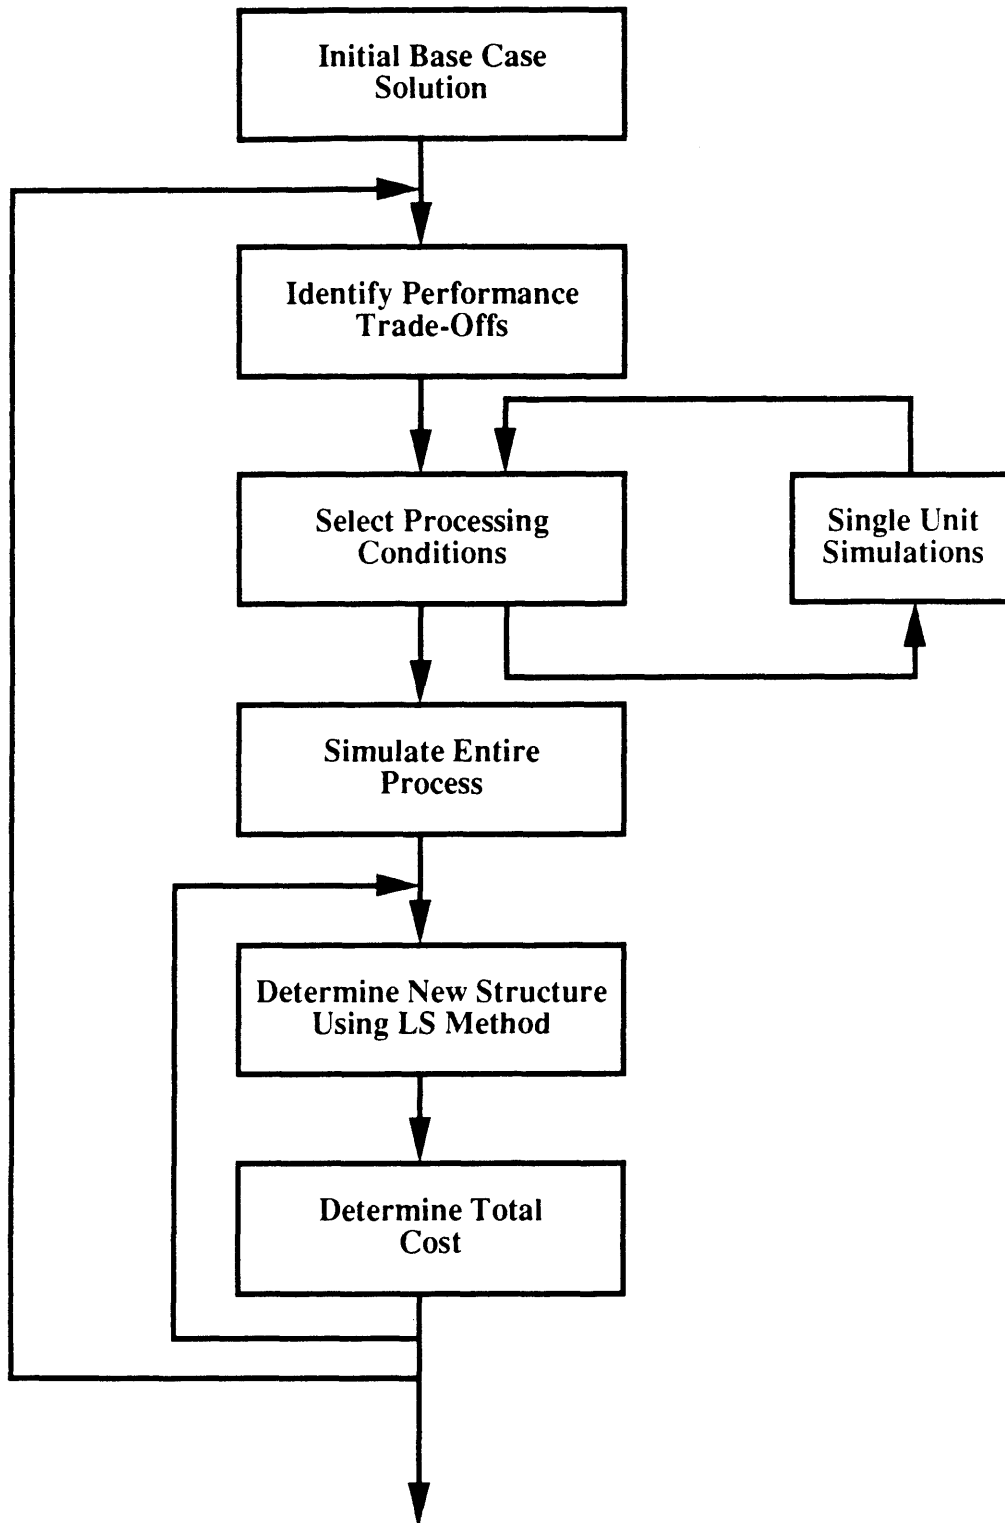 Initial Base Case
Solution
Identify Performance
Trade-Offs
Select Processing
Conditions
Single Unit
Simulations
Simulate Entire
Process
Determine New Structure
Using LS Method
Determine Total
Cost